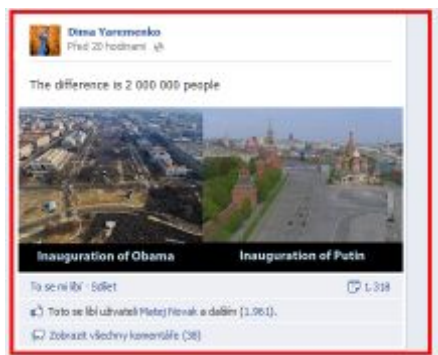 Dima Yaremenko
Před 20 hodinami
The difference is 2 000 000 people
Inauguration of Obama
Inauguration of Putin
To se mi líbí · Sdílet
1.318
Toto se líbí uživateli Matej Novak a dalším (1.961).
Zobrazit všechny komentáře (38)